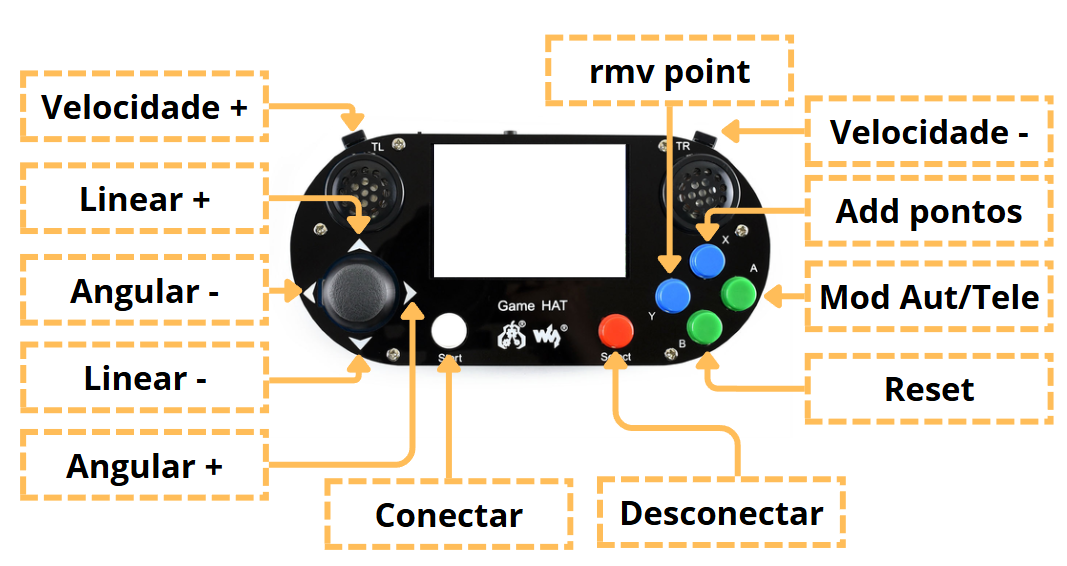 rmv point
Velocidade +
Velocidade -
TL
TR
Linear +
Add pontos
X
A
Angular -
Mod Aut/Tele
Game HAT
Y
B
Start
Select
Linear -
Reset
Angular +
Conectar
Desconectar